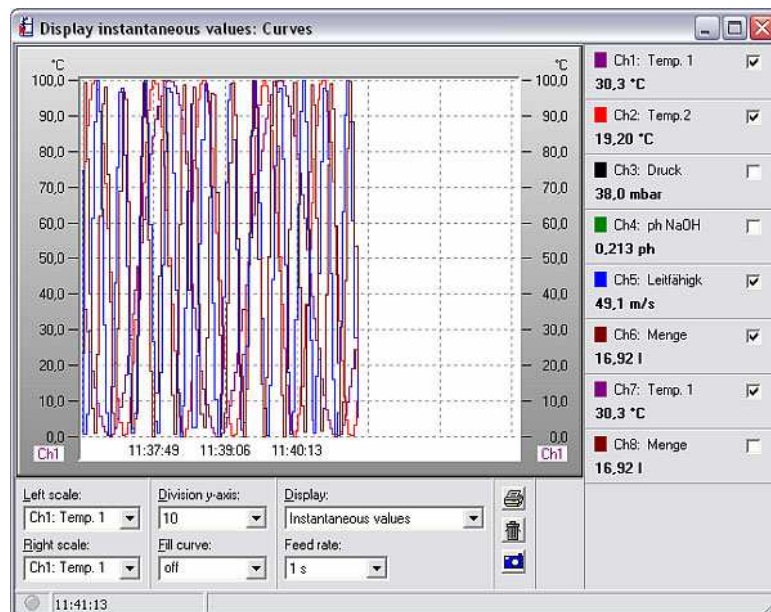 Display instantaneous values: Curves
°C °C
100,0 100,0
90,0 90,0
80,0 80,0
70,0 70,0
60,0 60,0
50,0 50,0
40,0 40,0
30,0 30,0
20,0 20,0
10,0 10,0
0,0 0,0
Ch1 11:37:49 11:39:06 11:40:13 Ch1
Ch1: Temp. 1
30,3 °C
Ch2: Temp.2
19,20 °C
Ch3: Druck
38,0 mbar
Ch4: ph NaOH
0,213 ph
Ch5: Leitfähigk
49,1 m/s
Ch6: Menge
16,92 l
Ch7: Temp. 1
30,3 °C
Ch8: Menge
16,92 l
Left scale: Division y-axis: Display:
Ch1: Temp. 1 10 Instantaneous values
Right scale: Fill curve: Feed rate:
Ch1: Temp. 1 off 1 s
11:41:13